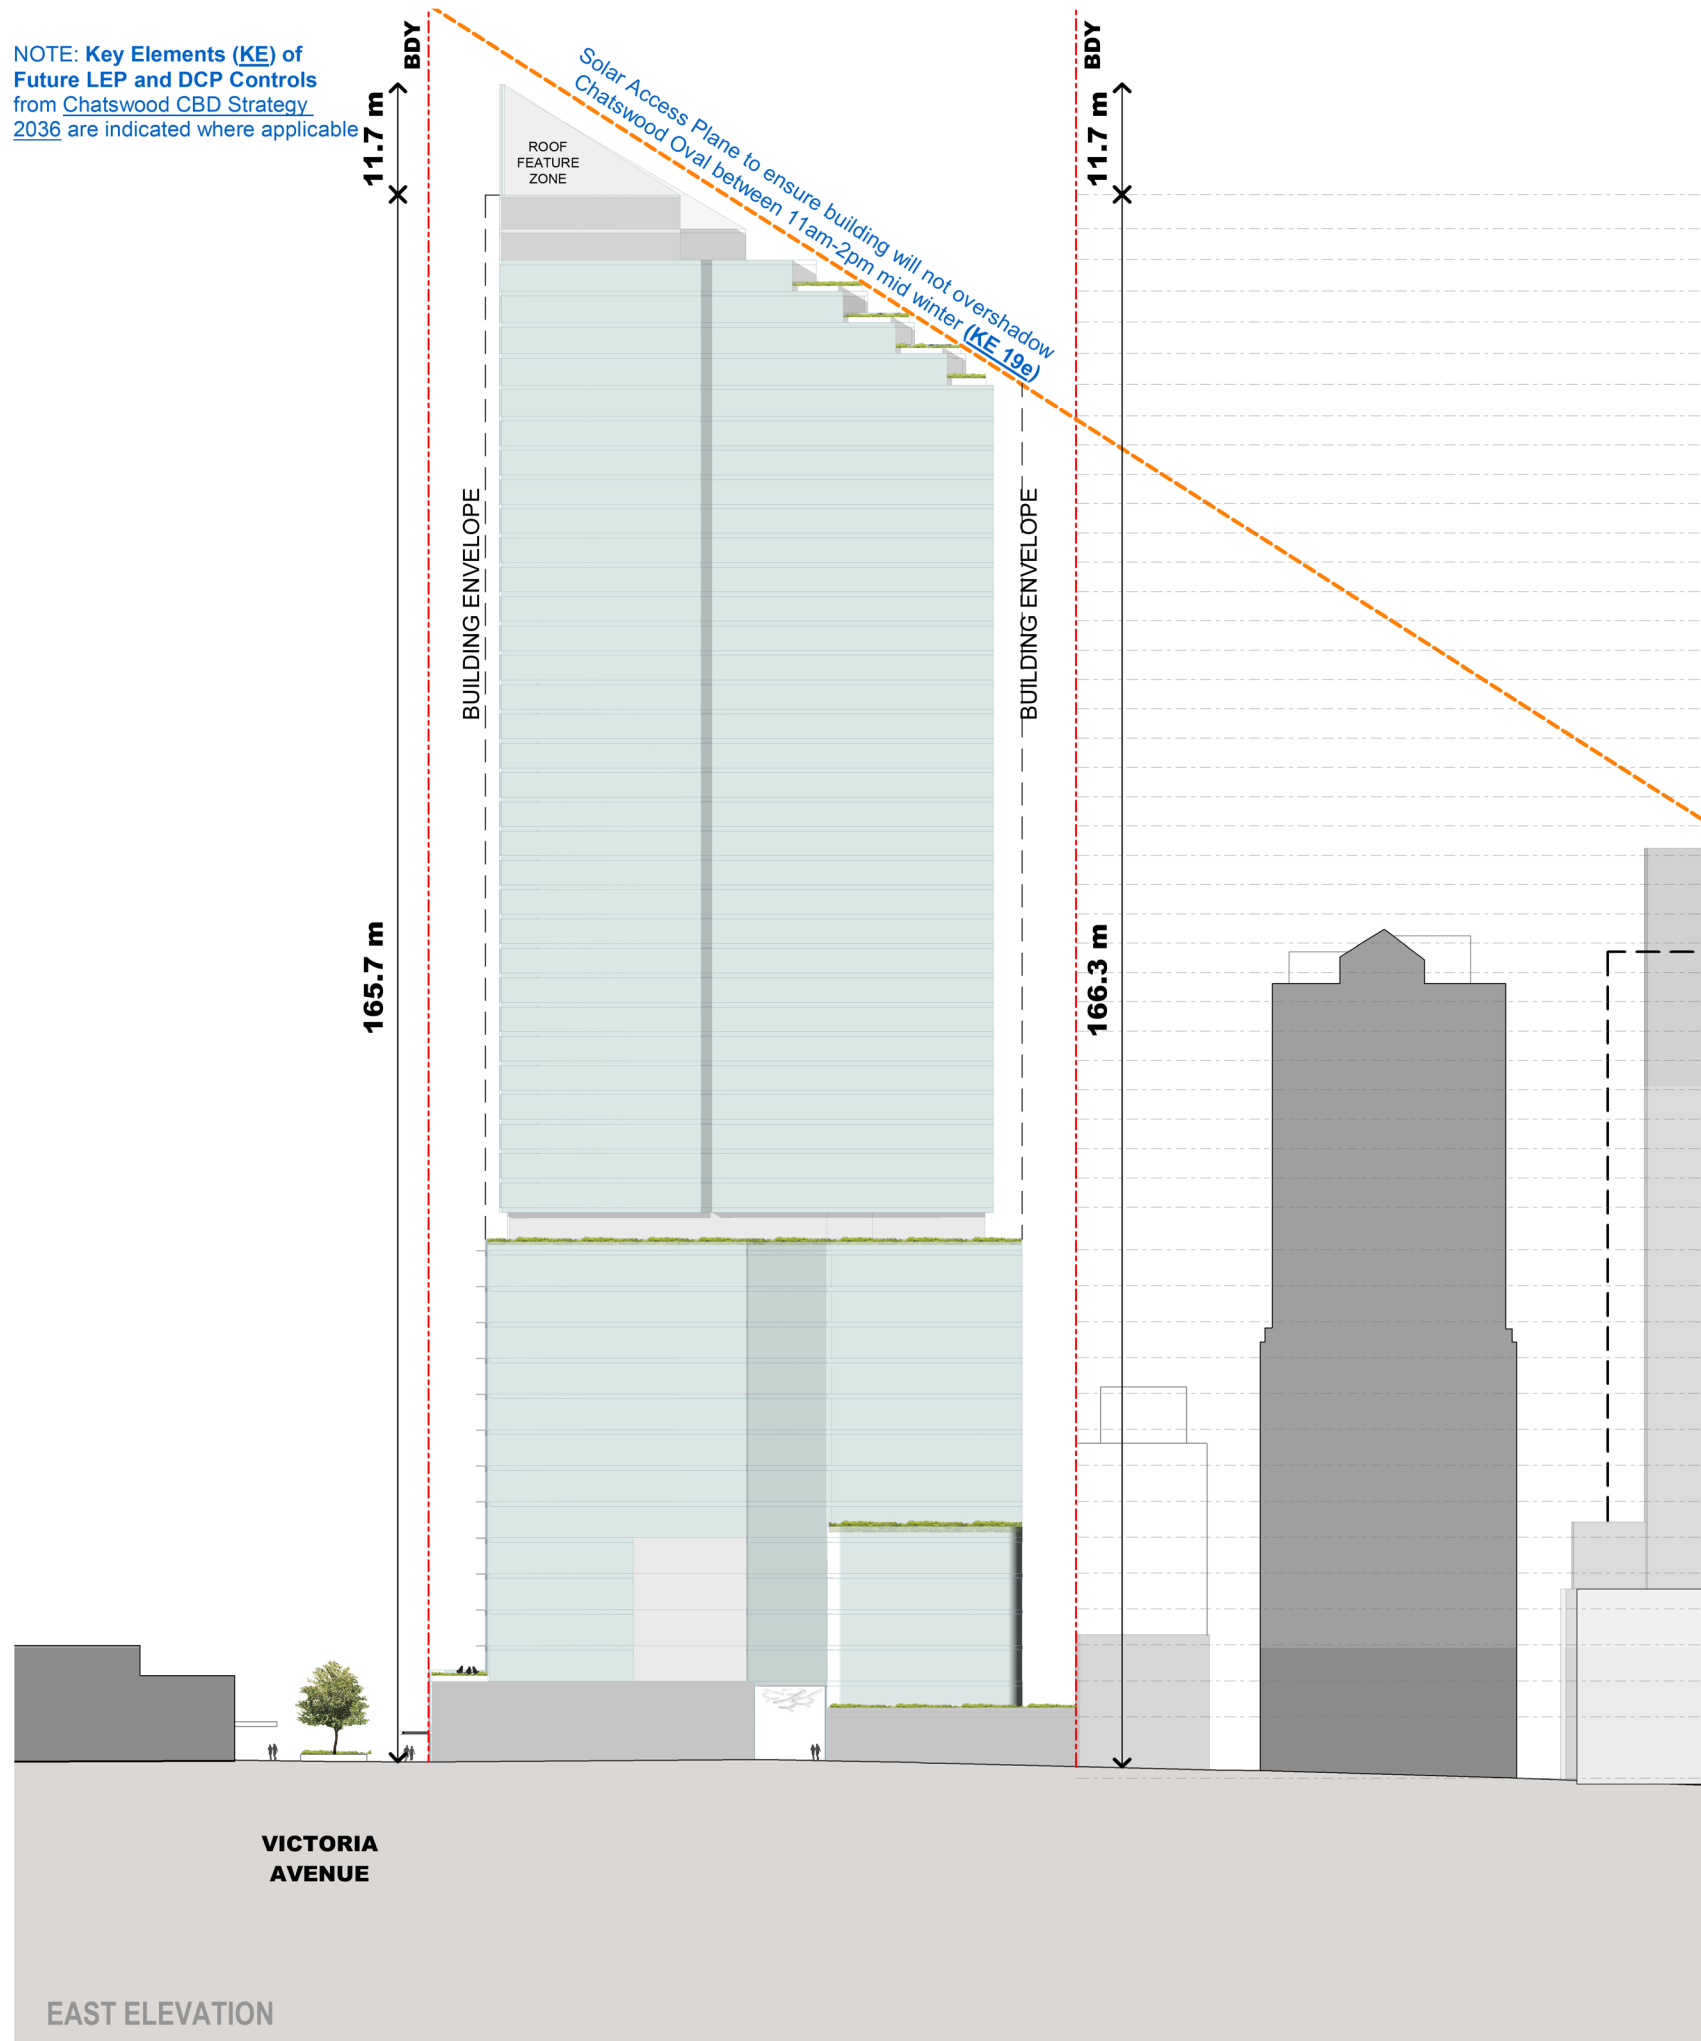 NOTE: Key Elements (KE) of
Future LEP and DCP Controls
from Chatswood CBD Strategy
2036 are indicated where applicable
BDY
BDY
11.7 m
11.7 m
ROOF
FEATURE
ZONE
Solar Access Plane to ensure building will not overshadow
Chatswood Oval between 11am-2pm mid winter (KE 19e)
BUILDING ENVELOPE
BUILDING ENVELOPE
165.7 m
166.3 m
VICTORIA
AVENUE
EAST ELEVATION